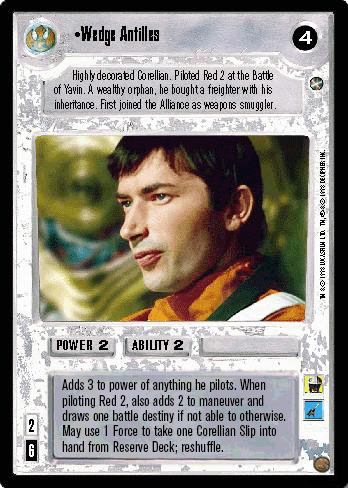 •Wedge Antilles
4
Highly decorated Corellian. Piloted Red 2 at the Battle
of Yavin. A wealthy orphan, he bought a freighter with his
inheritance. First joined the Alliance as weapons smuggler.
POWER 2
ABILITY 2
Adds 3 to power of anything he pilots. When
piloting Red 2, also adds 2 to maneuver and
draws one battle destiny if not able to otherwise.
May use 1 Force to take one Corellian Slip into
hand from Reserve Deck; reshuffle.
2
6